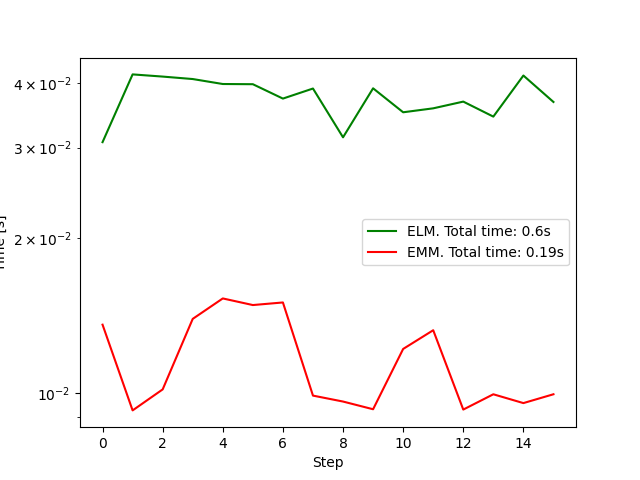 4 × 10⁻²
3 × 10⁻²
2 × 10⁻²
10⁻²
Time [s]
ELM. Total time: 0.6s
EMM. Total time: 0.19s
0 2 4 6 8 10 12 14
Step